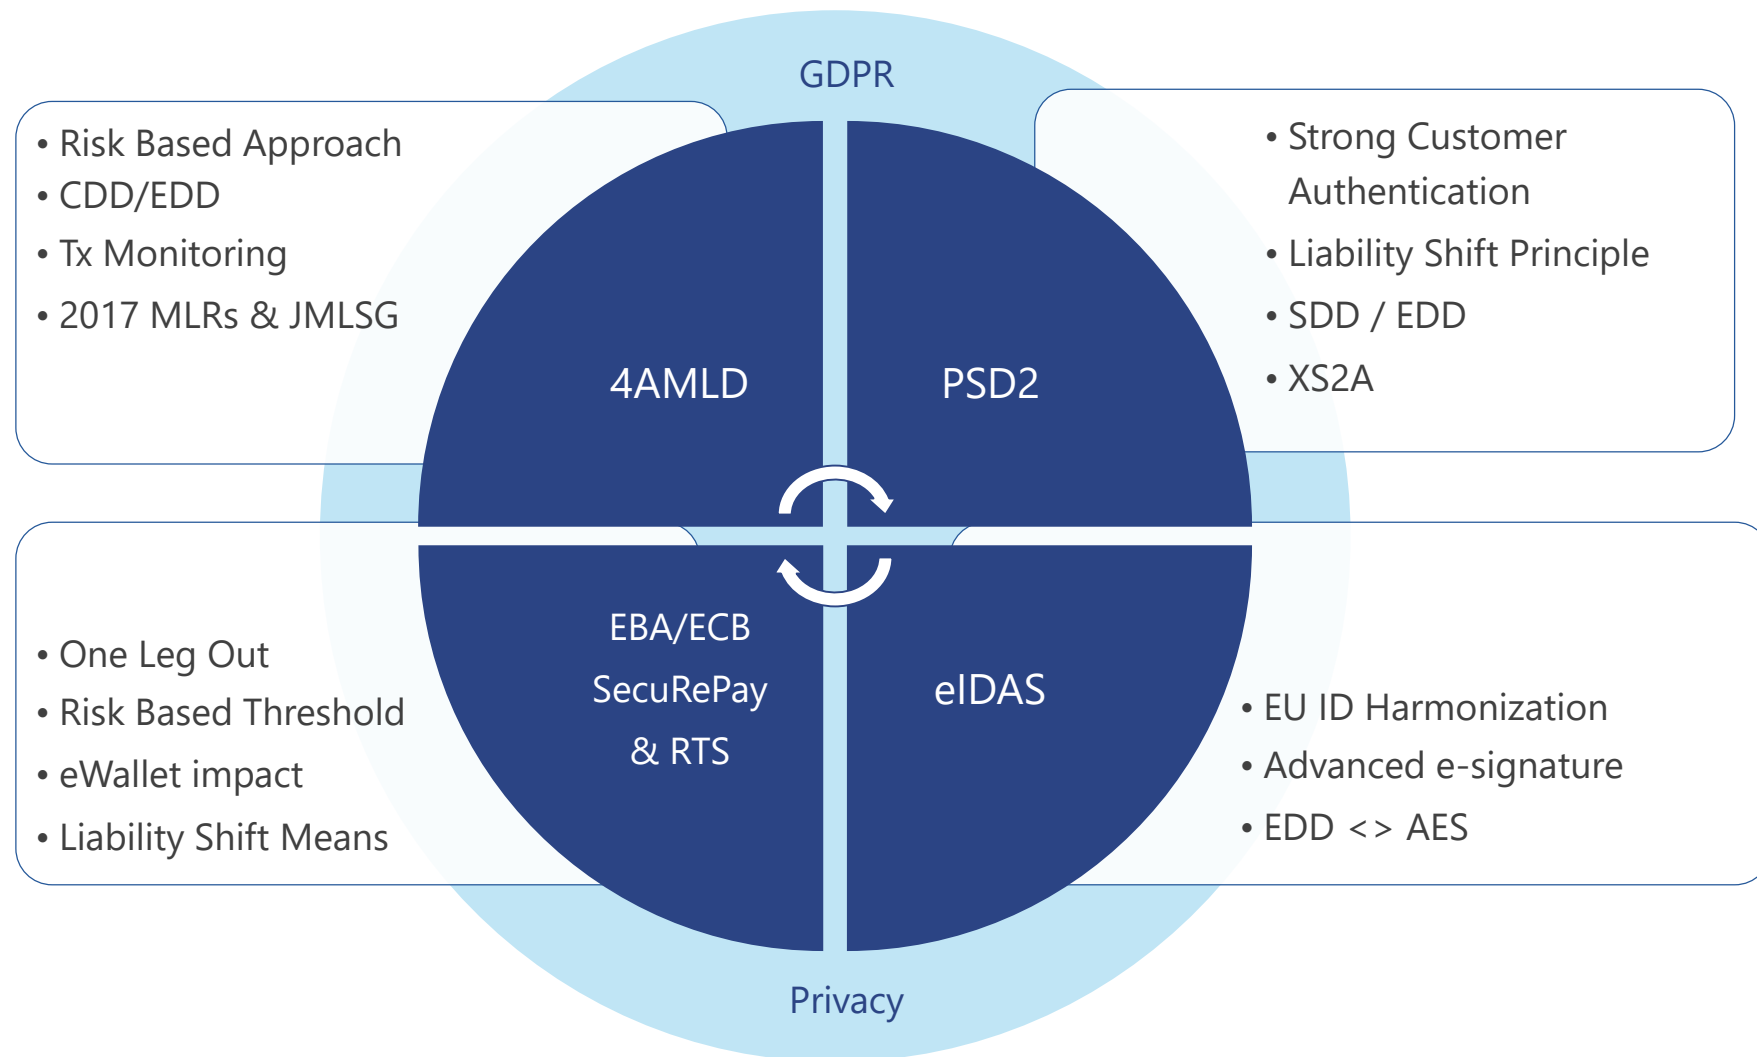 GDPR
• Risk Based Approach
• CDD/EDD
• Tx Monitoring
• 2017 MLRs & JMLSG
4AMLD
PSD2
• Strong Customer
Authentication
• Liability Shift Principle
• SDD / EDD
• XS2A
• One Leg Out
• Risk Based Threshold
• eWallet impact
• Liability Shift Means
EBA/ECB
SecuRePay
& RTS
eIDAS
• EU ID Harmonization
• Advanced e-signature
• EDD <> AES
Privacy